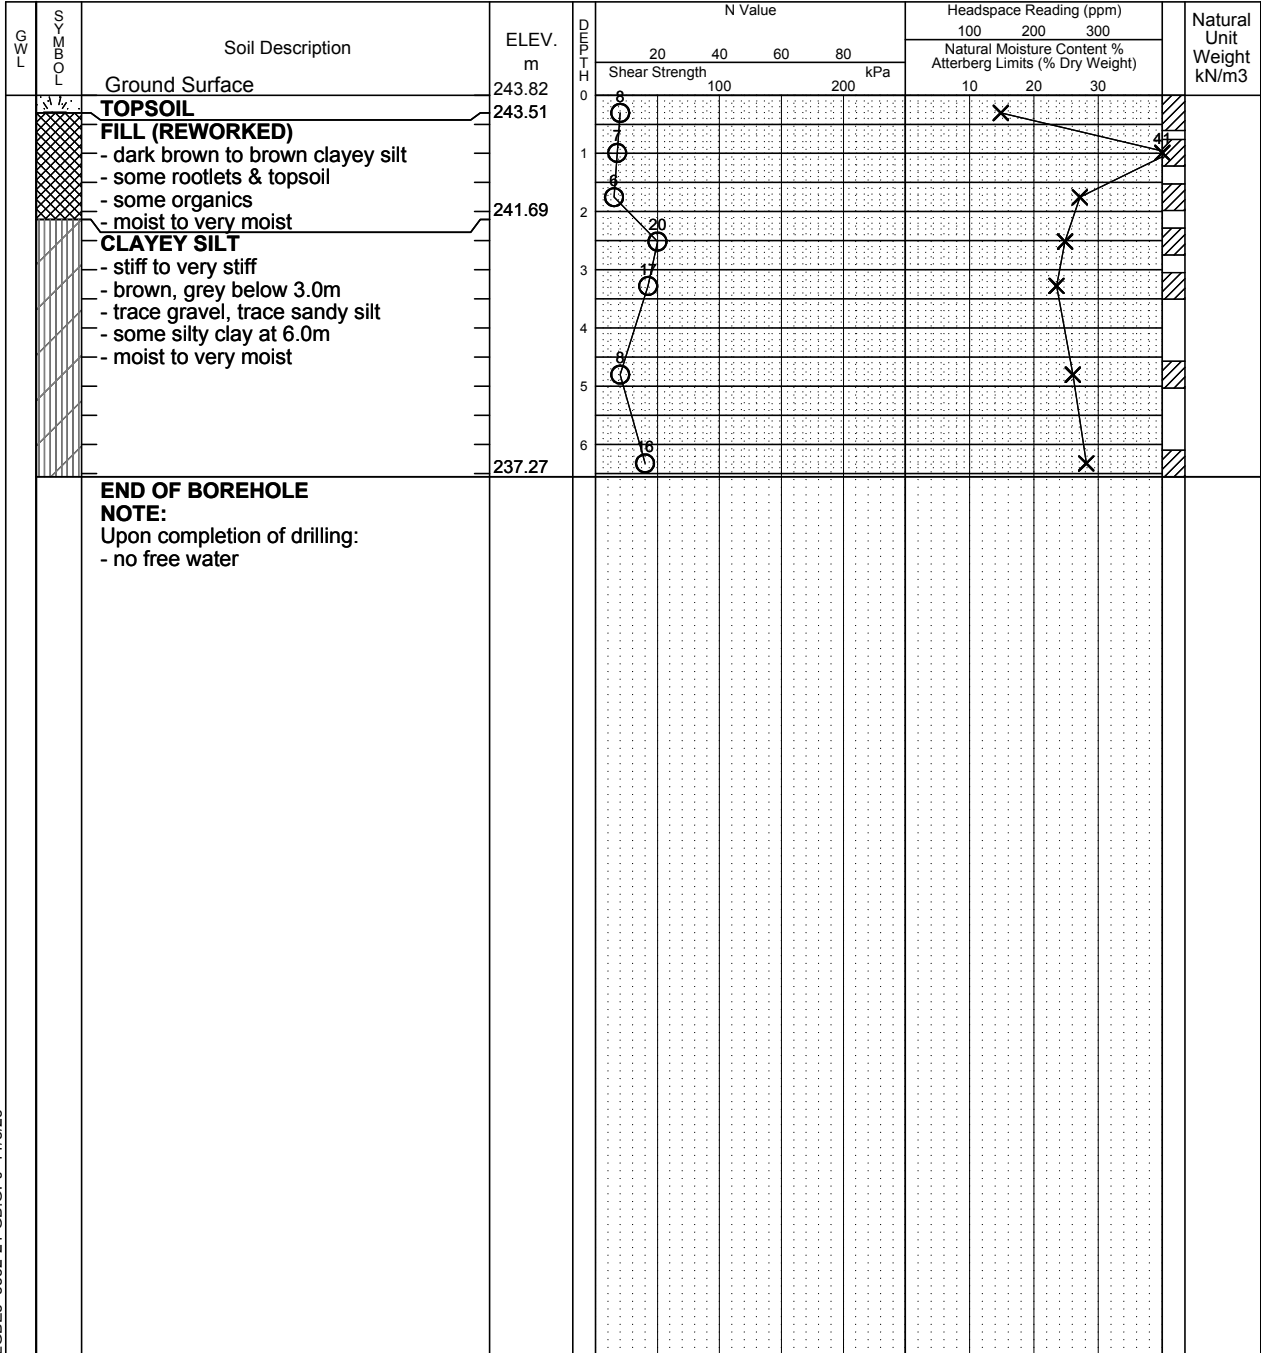 GWL
SYMBOL
Soil Description
Ground Surface
ELEV.
m
243.82
DEPTH
N Value
20 40 60 80
Shear Strength kPa
100 200
Headspace Reading (ppm)
100 200 300
Natural Moisture Content %
Atterberg Limits (% Dry Weight)
10 20 30
Natural
Unit
Weight
kN/m3
0
TOPSOIL
243.51
8
FILL (REWORKED)
- dark brown to brown clayey silt
- some rootlets & topsoil
- some organics
- moist to very moist
7
41
1
6
241.69
2
CLAYEY SILT
- stiff to very stiff
- brown, grey below 3.0m
- trace gravel, trace sandy silt
- some silty clay at 6.0m
- moist to very moist
20
3
17
4
8
5
6
16
237.27
END OF BOREHOLE
NOTE:
Upon completion of drilling:
- no free water